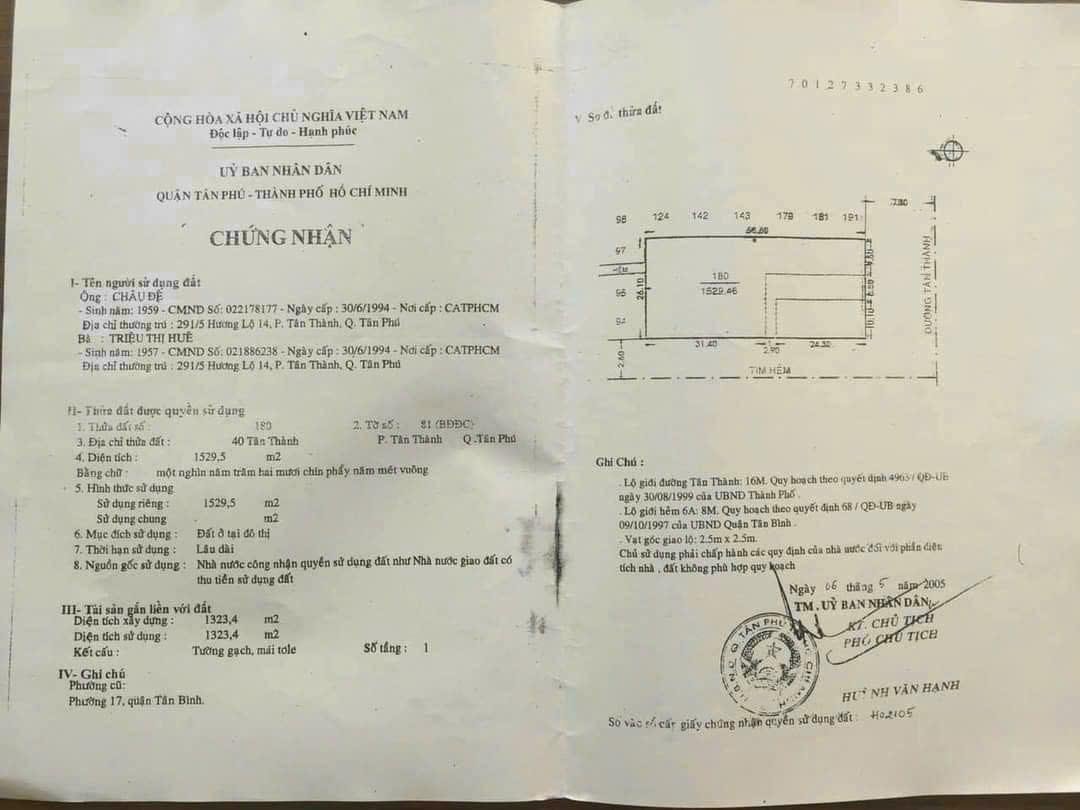 CỘNG HÒA XÃ HỘI CHỦ NGHĨA VIỆT NAM
Độc lập - Tự do - Hạnh phúc
UỶ BAN NHÂN DÂN
QUẬN TÂN PHÚ - THÀNH PHỐ HỒ CHÍ MINH
CHỨNG NHẬN
I- Tên người sử dụng đất
Ông : CHÂU ĐỆ
- Sinh năm: 1959 - CMND Số: 022178177 - Ngày cấp : 30/6/1994 - Nơi cấp : CATPHCM
Địa chỉ thường trú : 291/5 Hương Lộ 14, P. Tân Thành, Q. Tân Phú
Bà : TRIỆU THỊ HUÊ
- Sinh năm: 1957 - CMND Số: 021886238 - Ngày cấp : 30/6/1994 - Nơi cấp : CATPHCM
Địa chỉ thường trú : 291/5 Hương Lộ 14, P. Tân Thành, Q. Tân Phú
II- Thửa đất được quyền sử dụng
1. Thửa đất số : 180 2. Tờ số : 81 (BĐĐC)
3. Địa chỉ thửa đất : 40 Tân Thành P. Tân Thành Q .Tân Phú
4. Diện tích : 1529,5 m2
Bằng chữ : một nghìn năm trăm hai mươi chín phẩy năm mét vuông
5. Hình thức sử dụng
Sử dụng riêng : 1529,5 m2
Sử dụng chung m2
6. Mục đích sử dụng : Đất ở tại đô thị
7. Thời hạn sử dụng : Lâu dài
8. Nguồn gốc sử dụng : Nhà nước công nhận quyền sử dụng đất như Nhà nước giao đất có
thu tiền sử dụng đất
III- Tài sản gắn liền với đất
Diện tích xây dựng : 1323,4 m2
Diện tích sử dụng : 1323,4 m2
Kết cấu : Tường gạch, mái tole Số tầng : 1
IV- Ghi chú
Phường cũ:
Phường 17, quận Tân Bình.
70127332386
V Sơ đồ thửa đất
7.80
98 124 142 143 179 181 191
56.60
97
HẺM
96
94
26.10
180
1529.46
6.50
10.10
ĐƯỜNG TÂN THÀNH
31.40
2.90
24.30
2.60
TIM HẺM
Ghi Chú :
. Lộ giới đường Tân Thành: 16M. Quy hoạch theo quyết định 4963 / QĐ-UB
ngày 30/08/1999 của UBND Thành Phố .
. Lộ giới hẻm 6A: 8M. Quy hoạch theo quyết định 68 / QĐ-UB ngày
09/10/1997 của UBND Quận Tân Bình .
. Vạt góc giao lộ: 2.5m x 2.5m.
Chủ sử dụng phải chấp hành các quy định của nhà nước đối với phần diện
tích nhà , đất không phù hợp quy hoạch
Ngày 06 tháng 5 năm 2005
TM. UỶ BAN NHÂN DÂN
KT. CHỦ TỊCH
PHÓ CHỦ TỊCH
HUỲNH VĂN HẠNH
Số vào sổ cấp giấy chứng nhận quyền sử dụng đất : H02105